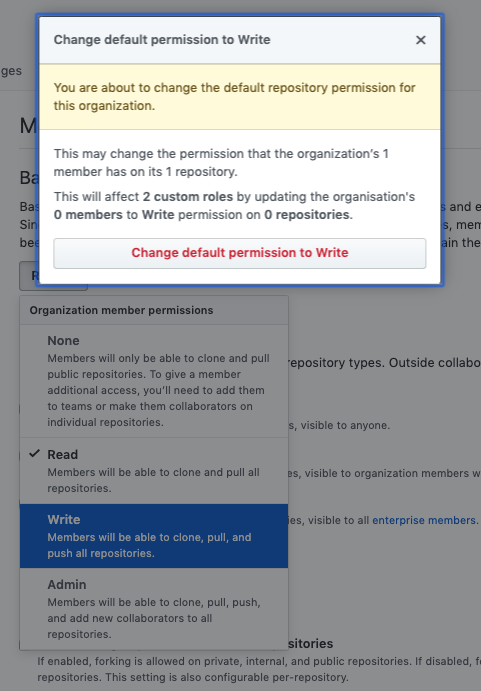 Change default permission to Write
You are about to change the default repository permission for
this organization.
This may change the permission that the organization's 1
member has on its 1 repository.
This will affect 2 custom roles by updating the organisation's
0 members to Write permission on 0 repositories.
Change default permission to Write
ges
M
Ba
Bas
s and e
Sin
s, mem
bee
ain the
R
Organization member permissions
None
Members will only be able to clone and pull
public repositories. To give a member
additional access, you'll need to add them
to teams or make them collaborators on
individual repositories.
repository types. Outside collabo
s, visible to anyone.
Read
Members will be able to clone and pull all
repositories.
es, visible to organization members w
Write
Members will be able to clone, pull, and
push all repositories.
ies, visible to all enterprise members.
Admin
Members will be able to clone, pull, push,
and add new collaborators to all
repositories.
sitories
If enabled, forking is allowed on private, internal, and public repositories. If disabled, f
repositories. This setting is also configurable per-repository.